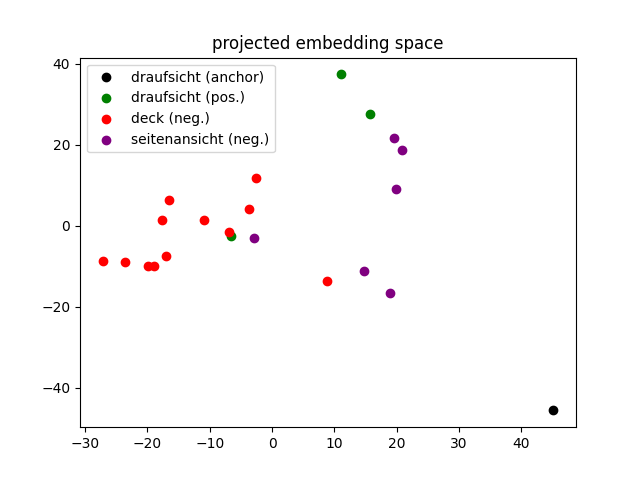 projected embedding space
draufsicht (anchor)
draufsicht (pos.)
deck (neg.)
seitenansicht (neg.)
40
20
0
−20
−40
−30 −20 −10 0 10 20 30 40